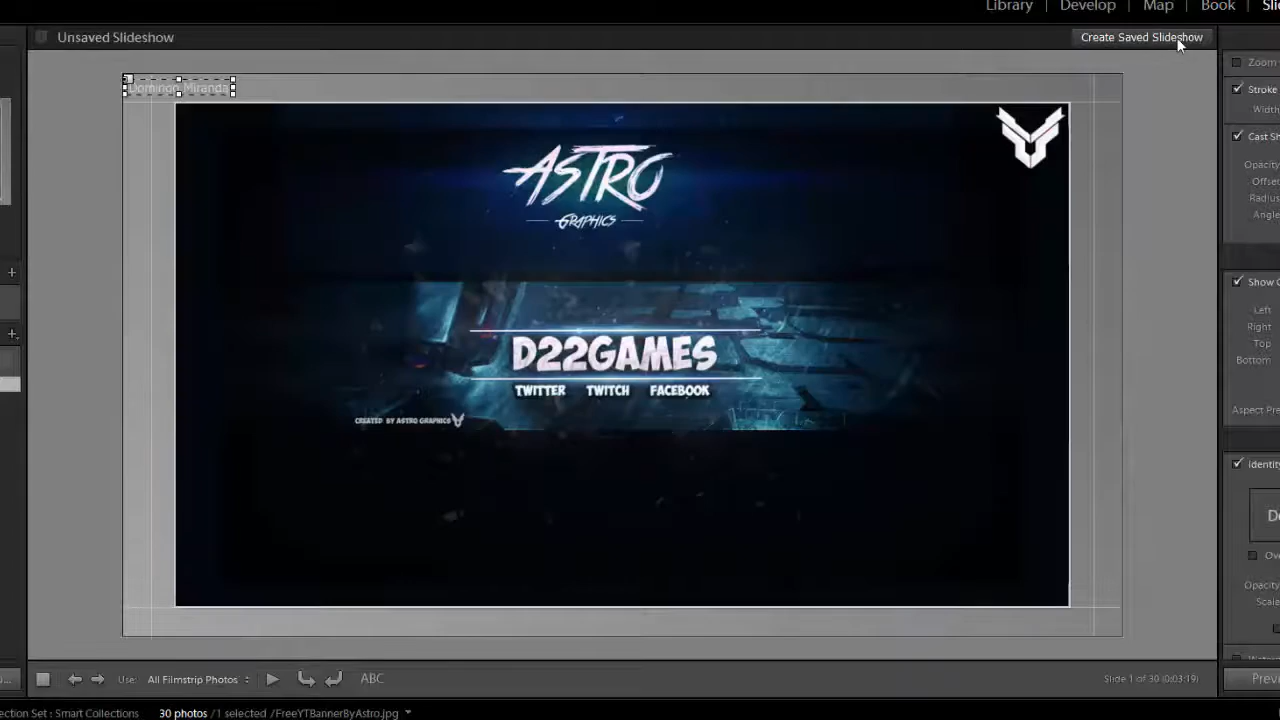 Library | Develop | Map | Book |
Unsaved Slideshow
Create Saved Slideshow
Domingo Miranda
Zoom
Stroke
Width
Cast Sh
Opacity
Offset
Radius
Angle
ASTRO
GRAPHICS
Show G
Left
Right
Top
Bottom
D22GAMES
TWITTER TWITCH FACEBOOK
CREATED BY ASTRO GRAPHICS
Aspect Pre
Identity
Ov
Opacity
Scale
Use: All Filmstrip Photos
ABC
Slide 1 of 30 (0:03:19)
Previ
ection Set : Smart Collections
30 photos / 1 selected / FreeYTBannerByAstro.jpg